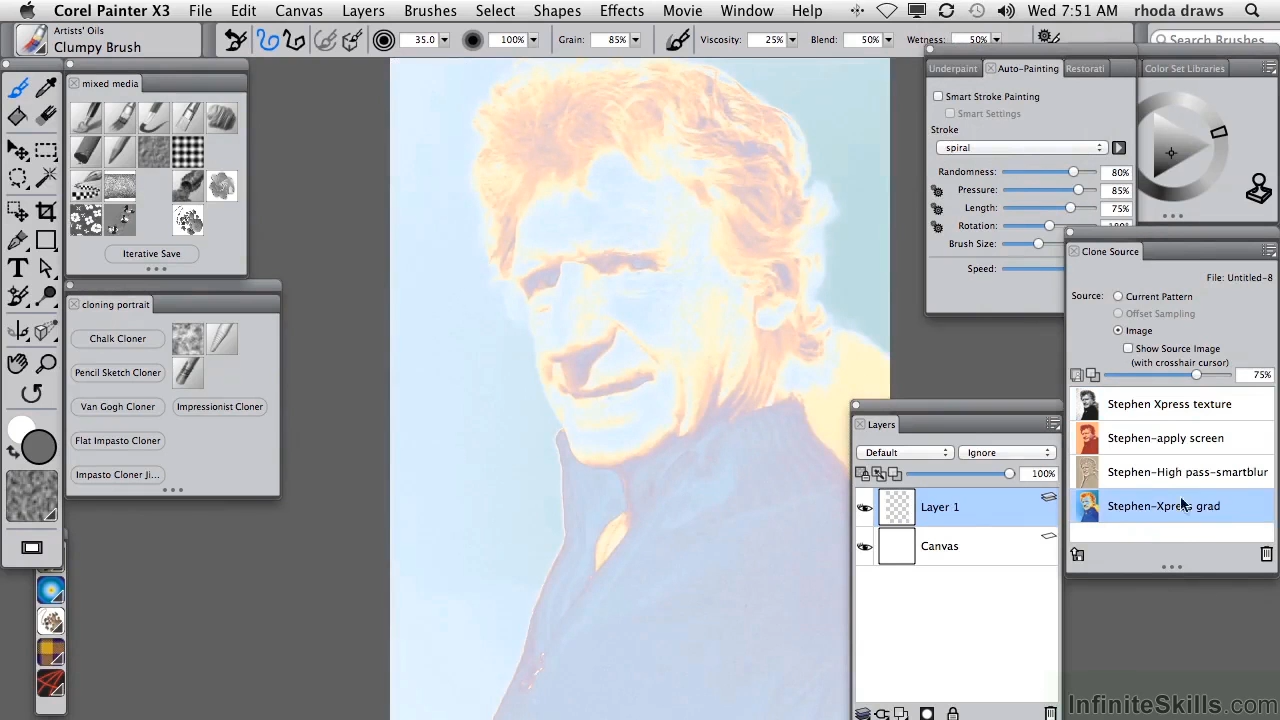 Corel Painter X3 File Edit Canvas Layers Brushes Select Shapes Effects Movie Window Help Wed 7:51 AM rhoda draws
Artists' Oils
Clumpy Brush
35.0 100% Grain: 85% Viscosity 25% Blend: 50% Wetness: 50%
Search Brushes
mixed media
Iterative Save
cloning portrait
Chalk Cloner
Pencil Sketch Cloner
Van Gogh Cloner Impressionist Cloner
Flat Impasto Cloner
Impasto Cloner Ji...
T
Underpaint Auto-Painting Restorati Color Set Libraries
Smart Stroke Painting
Smart Settings
Stroke
spiral
Randomness: 80%
Pressure: 85%
Length: 75%
Rotation:
Brush Size:
Speed:
Clone Source
File: Untitled-8
Source: Current Pattern
Offset Sampling
Image
Show Source Image
(with crosshair cursor)
75%
Stephen Xpress texture
Stephen-apply screen
Stephen-High pass-smartblur
Stephen-Xpress grad
Layers
Default Ignore
100%
Layer 1
Canvas
InfiniteSkills.com